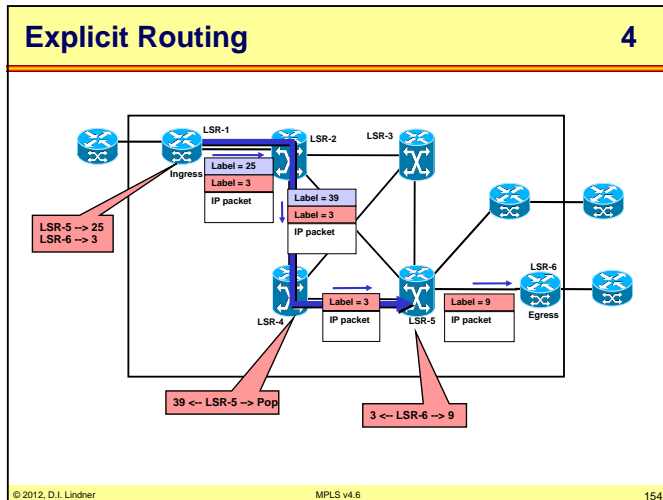 Explicit Routing 4
LSR-1
LSR-2
LSR-3
Ingress
Label = 25
Label = 3
IP packet
Label = 39
Label = 3
IP packet
LSR-5 --> 25
LSR-6 --> 3
LSR-6
Label = 3
IP packet
Label = 9
IP packet
LSR-4
LSR-5
Egress
39 <-- LSR-5 --> Pop
3 <-- LSR-6 --> 9
© 2012, D.I. Lindner MPLS v4.6 154